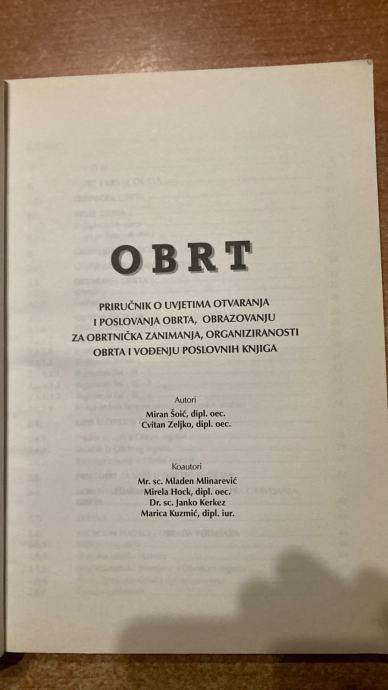 OBRT
PRIRUČNIK O UVJETIMA OTVARANJA
I POSLOVANJA OBRTA, OBRAZOVANJU
ZA OBRTNIČKA ZANIMANJA, ORGANIZIRANOSTI
OBRTA I VOĐENJU POSLOVNIH KNJIGA
Autori
Miran Šoić, dipl. oec.
Cvitan Zeljko, dipl. oec.
Koautori
Mr. sc. Mladen Mlinarević
Mirela Hock, dipl. oec.
Dr. sc. Janko Kerkez
Marica Kuzmić, dipl. iur.